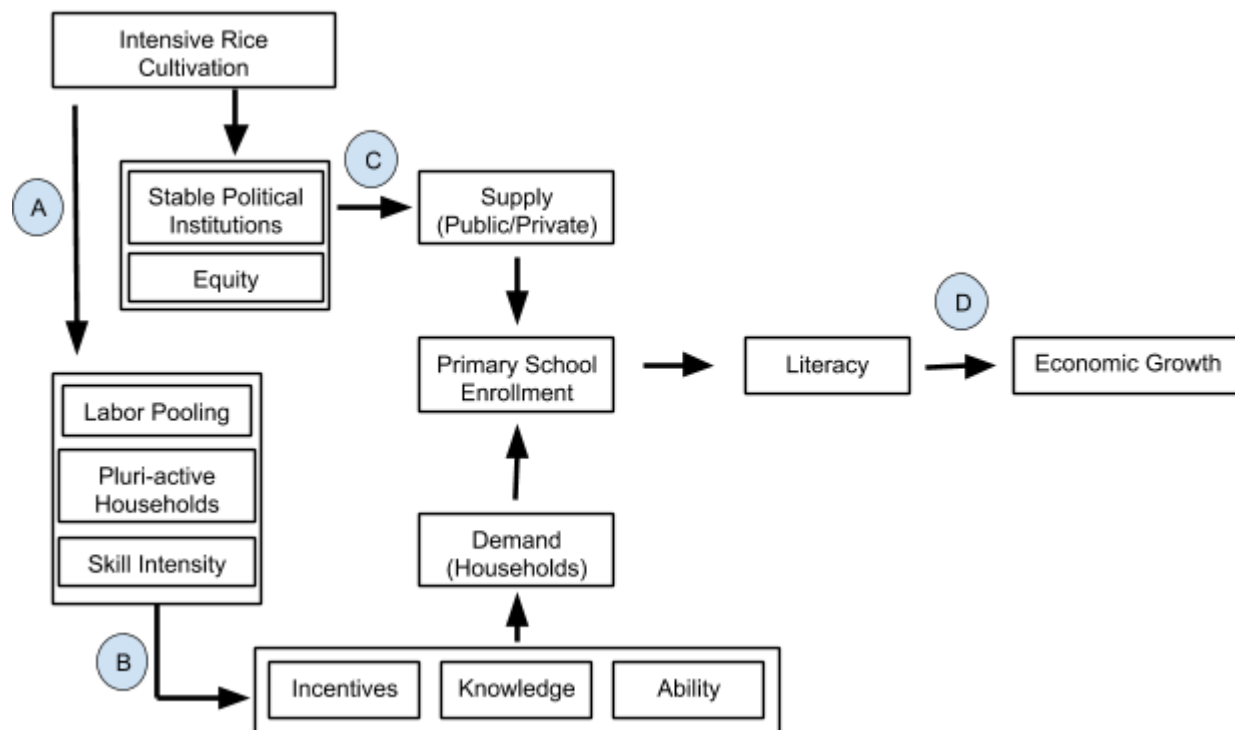 Intensive Rice
Cultivation
A
C
Stable Political
Institutions
Equity
Supply
(Public/Private)
D
Primary School
Enrollment
Literacy
Economic Growth
Labor Pooling
Pluri-active
Households
Skill Intensity
Demand
(Households)
B
Incentives
Knowledge
Ability